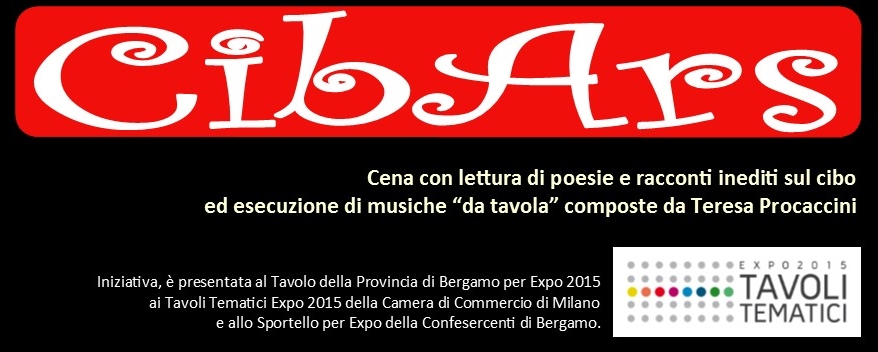 CibArs
Cena con lettura di poesie e racconti inediti sul cibo
ed esecuzione di musiche “da tavola” composte da Teresa Procaccini
Iniziativa, è presentata al Tavolo della Provincia di Bergamo per Expo 2015
ai Tavoli Tematici Expo 2015 della Camera di Commercio di Milano
e allo Sportello per Expo della Confesercenti di Bergamo.
EXPO2015
TAVOLI
TEMATICI